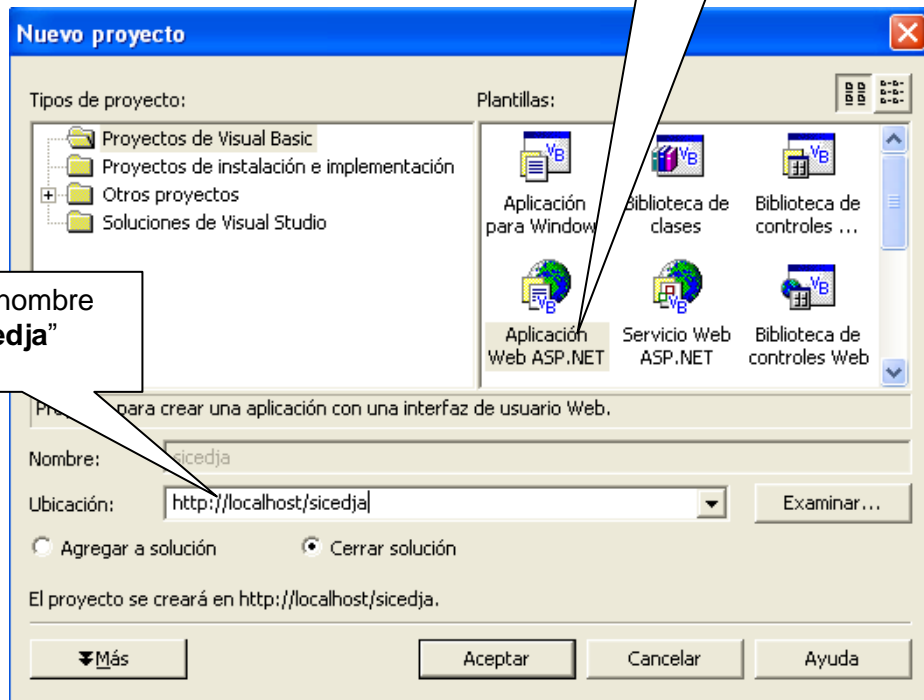 Nuevo proyecto
Tipos de proyecto:
Plantillas:
Proyectos de Visual Basic
Proyectos de instalación e implementación
Otros proyectos
Soluciones de Visual Studio
Aplicación
para Window
Biblioteca de
clases
Biblioteca de
controles ...
Aplicación
Web ASP.NET
Servicio Web
ASP.NET
Biblioteca de
controles Web
nombre
edja”
para crear una aplicación con una interfaz de usuario Web.
Nombre:
sicedja
Ubicación:
http://localhost/sicedja
Examinar...
Agregar a solución
Cerrar solución
El proyecto se creará en http://localhost/sicedja.
Más
Aceptar
Cancelar
Ayuda